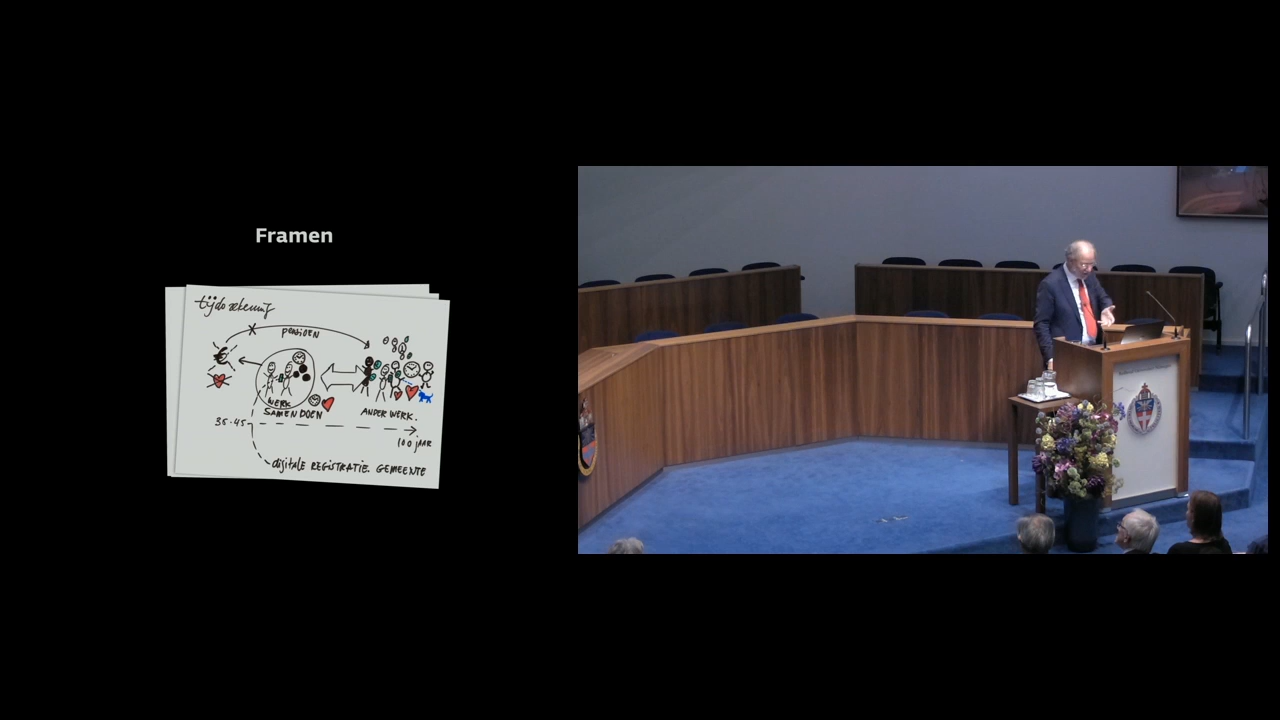 Framen
tijdsrekening
PENSIOEN
€
WERK
SAMEN DOEN
ANDER WERK.
35-45
100 jaar
digitale REGISTRATIE. GEMEENTE